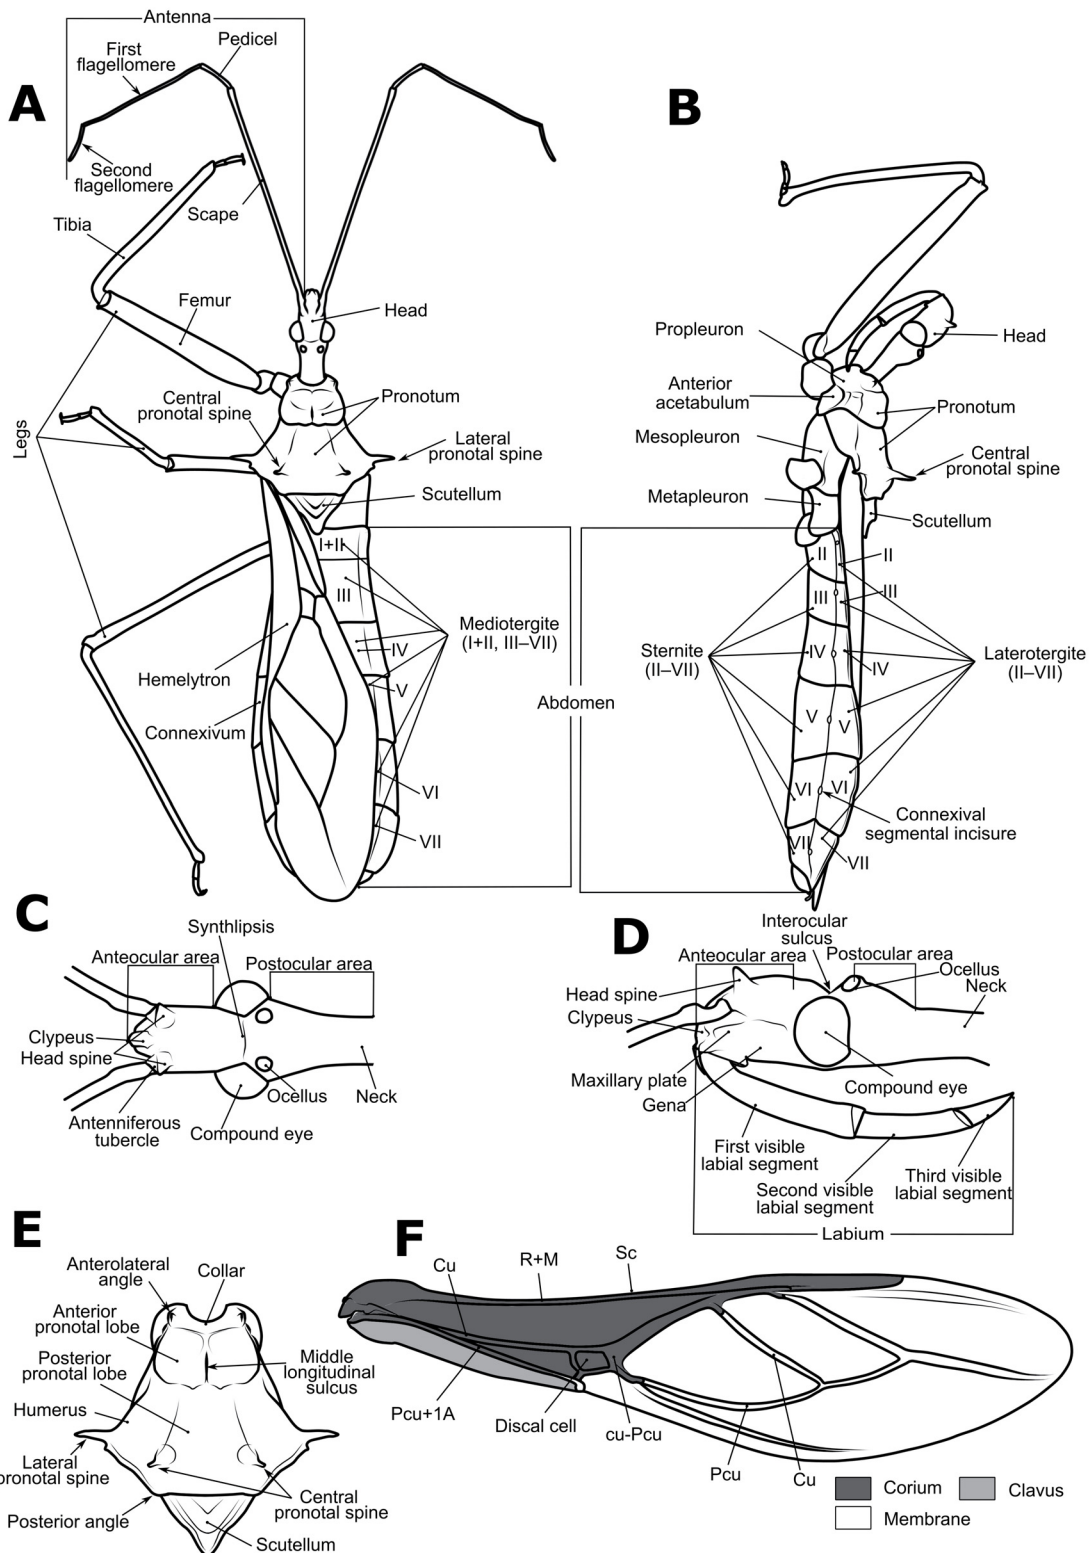 Antenna
Pedicel
First
flagellomere
A
B
Second
flagellomere
Scape
Tibia
Femur
Head
Propleuron
Head
Central
pronotal spine
Pronotum
Anterior
acetabulum
Pronotum
Legs
Lateral
pronotal spine
Mesopleuron
Central
pronotal spine
Scutellum
Metapleuron
Scutellum
I+II
II
II
III
III
III
Mediotergite
(I+II, III–VII)
IV
Sternite
(II–VII)
IV
IV
Laterotergite
(II–VII)
Hemelytron
V
Abdomen
Connexivum
V
V
VI
VI
VI
Connexival
segmental incisure
VII
VII
VII
C
Synthlipsis
Anteocular area
Postocular area
Clypeus
Head spine
Ocellus
Neck
Antenniferous
tubercle
Compound eye
D
Interocular
sulcus
Anteocular area
Postocular area
Ocellus
Neck
Head spine
Clypeus
Maxillary plate
Gena
Compound eye
First visible
labial segment
Second visible
labial segment
Third visible
labial segment
Labium
E
Anterolateral
angle
Collar
Anterior
pronotal lobe
Posterior
pronotal lobe
Middle
longitudinal
sulcus
Humerus
Lateral
pronotal spine
Central
pronotal spine
Posterior angle
Scutellum
F
Cu
R+M
Sc
Pcu+1A
Discal cell
cu-Pcu
Pcu
Cu
Corium
Clavus
Membrane